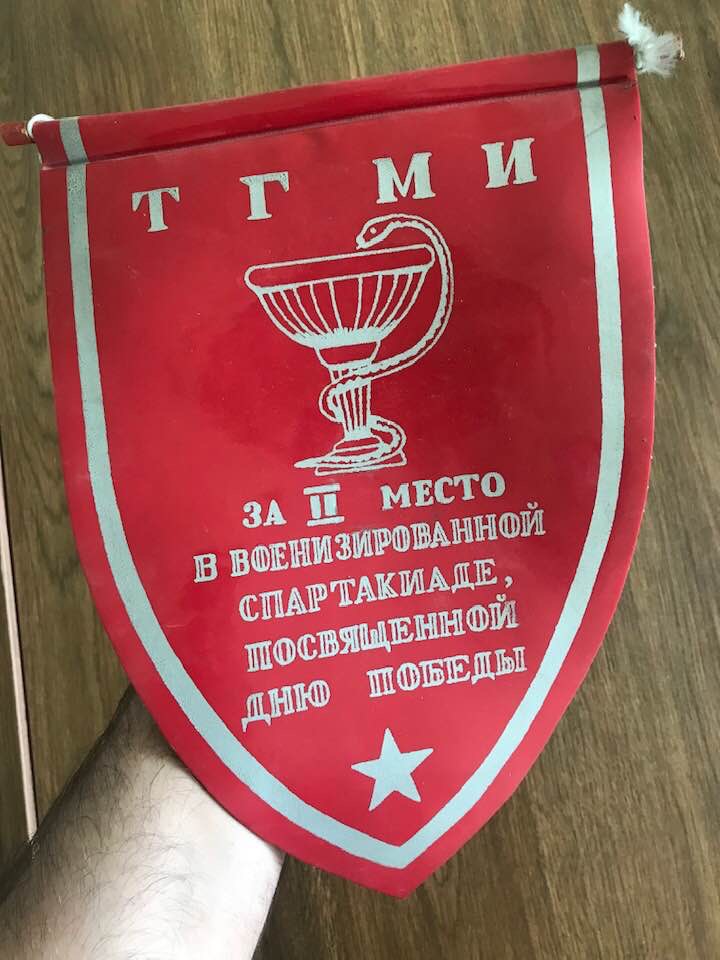 ТГМИ
ЗА II МЕСТО
В ВОЕНИЗИРОВАННОЙ
СПАРТАКИАДЕ,
ПОСВЯЩЕННОЙ
ДНЮ ПОБЕДЫ